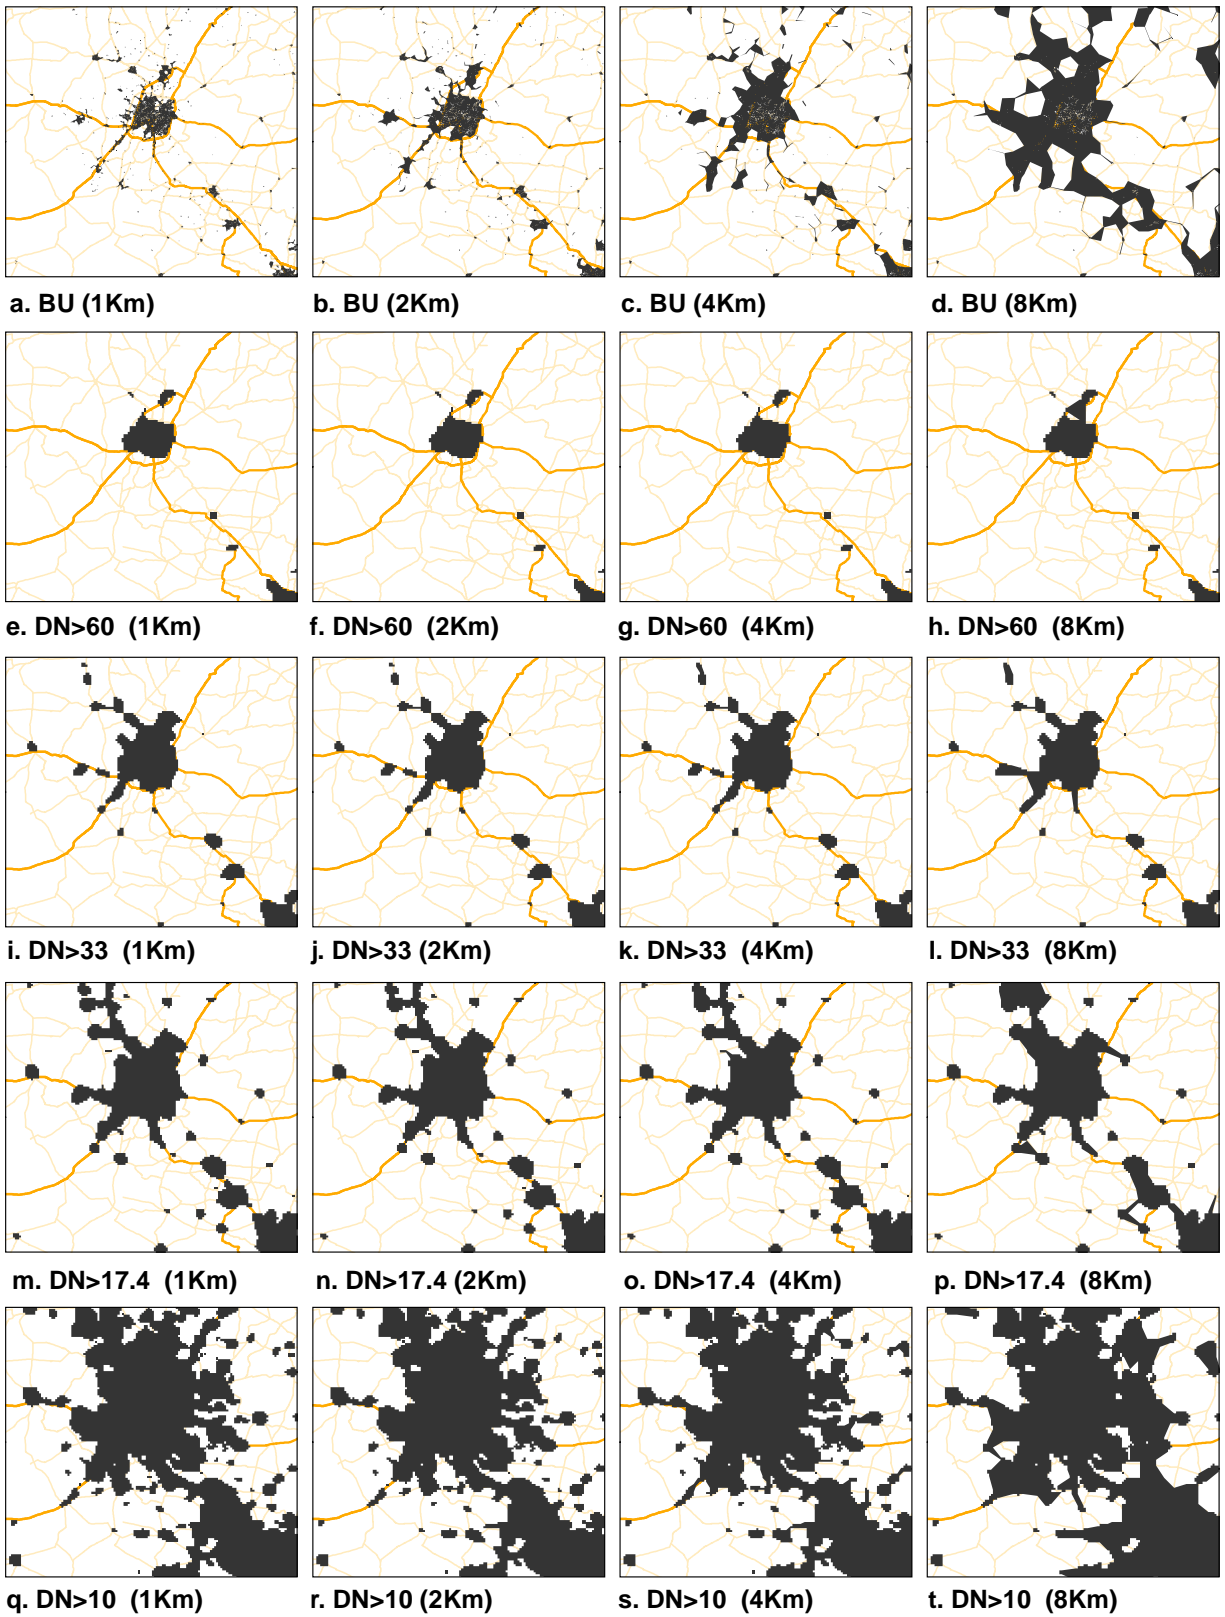 a. BU (1Km)
b. BU (2Km)
c. BU (4Km)
d. BU (8Km)
e. DN>60 (1Km)
f. DN>60 (2Km)
g. DN>60 (4Km)
h. DN>60 (8Km)
i. DN>33 (1Km)
j. DN>33 (2Km)
k. DN>33 (4Km)
l. DN>33 (8Km)
m. DN>17.4 (1Km)
n. DN>17.4 (2Km)
o. DN>17.4 (4Km)
p. DN>17.4 (8Km)
q. DN>10 (1Km)
r. DN>10 (2Km)
s. DN>10 (4Km)
t. DN>10 (8Km)